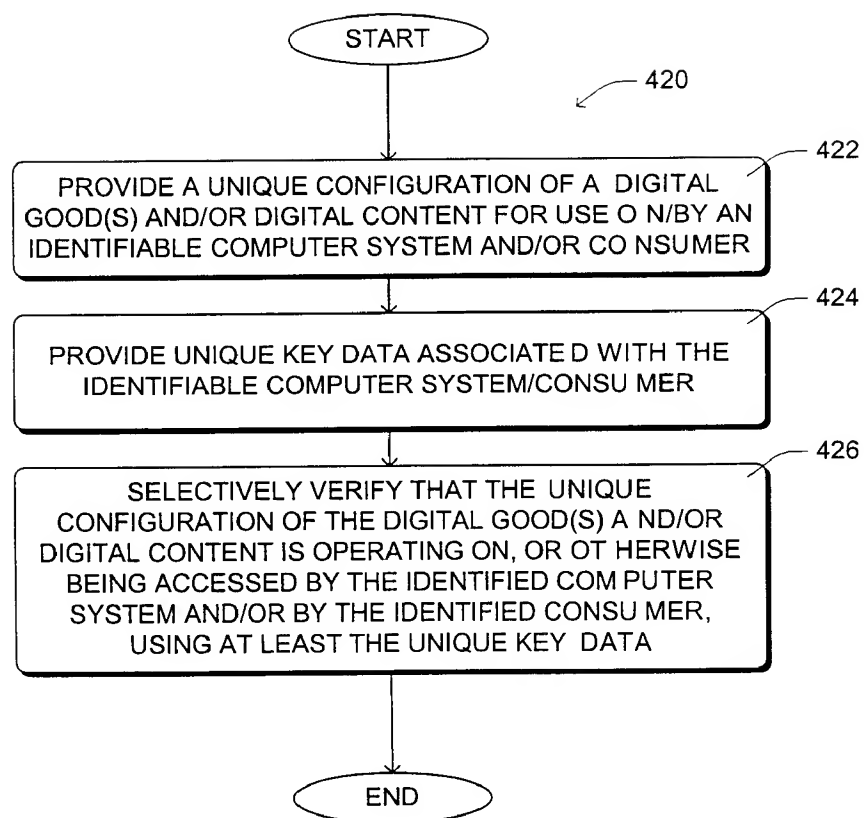 START
420
422
PROVIDE A UNIQUE CONFIGURATION OF A DIGITAL
GOOD(S) AND/OR DIGITAL CONTENT FOR USE O N/BY AN
IDENTIFIABLE COMPUTER SYSTEM AND/OR CO NSUMER
424
PROVIDE UNIQUE KEY DATA ASSOCIATE D WITH THE
IDENTIFIABLE COMPUTER SYSTEM/CONSU MER
426
SELECTIVELY VERIFY THAT THE UNIQUE
CONFIGURATION OF THE DIGITAL GOOD(S) A ND/OR
DIGITAL CONTENT IS OPERATING ON, OR OT HERWISE
BEING ACCESSED BY THE IDENTIFIED COM PUTER
SYSTEM AND/OR BY THE IDENTIFIED CONSU MER,
USING AT LEAST THE UNIQUE KEY DATA
END